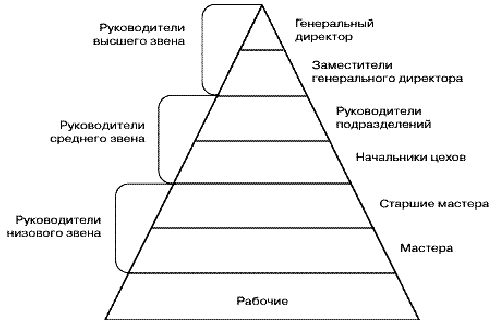 Руководители
высшего звена
Генеральный
директор
Заместители
генерального директора
Руководители
среднего звена
Руководители
подразделений
Начальники цехов
Руководители
низового звена
Старшие мастера
Мастера
Рабочие